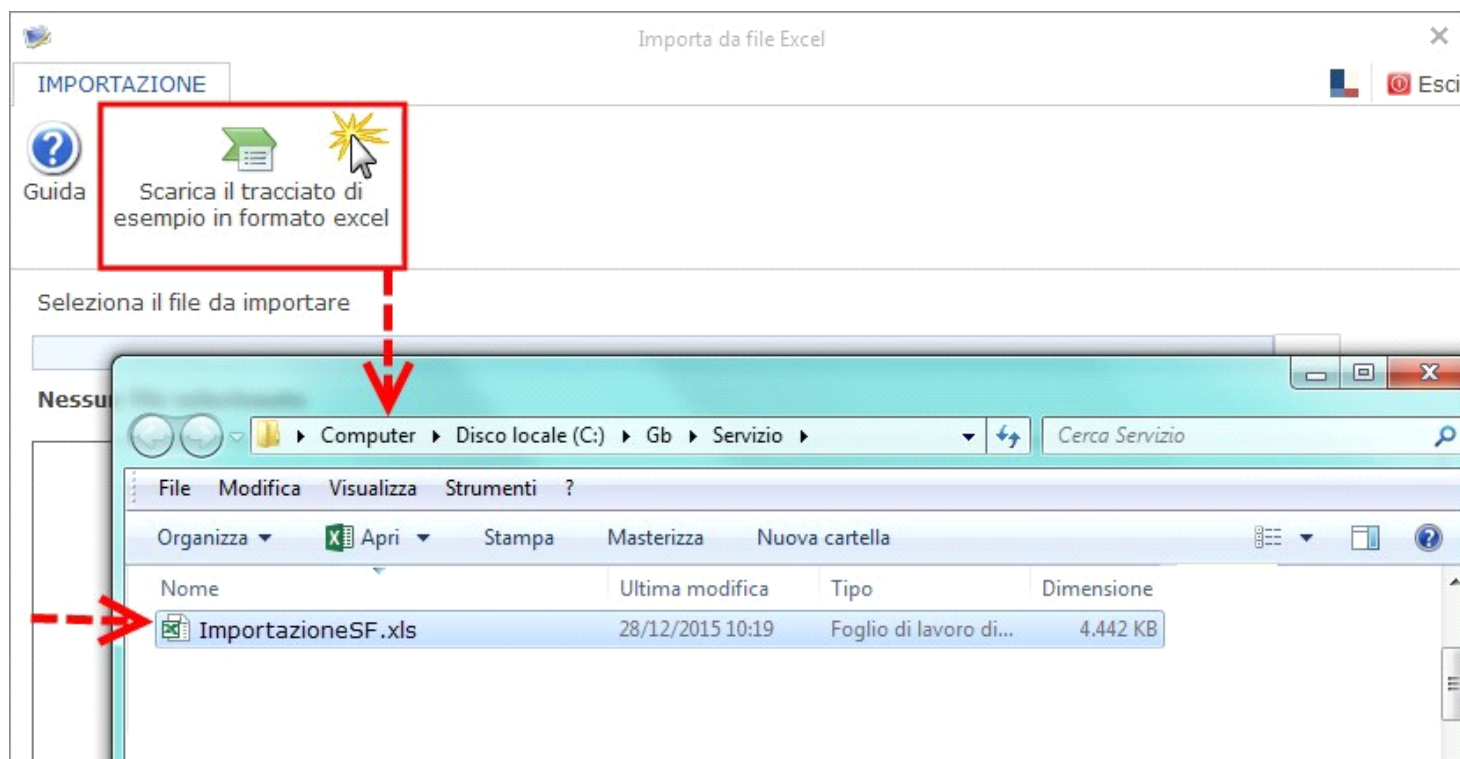 Importa da file Excel
IMPORTAZIONE
Esci
Guida
Scarica il tracciato di
esempio in formato excel
Seleziona il file da importare
Computer Disco locale (C:) Gb Servizio
Cerca Servizio
File Modifica Visualizza Strumenti ?
Organizza Apri Stampa Masterizza Nuova cartella
Nome Ultima modifica Tipo Dimensione
ImportazioneSF.xls 28/12/2015 10:19 Foglio di lavoro di... 4.442 KB